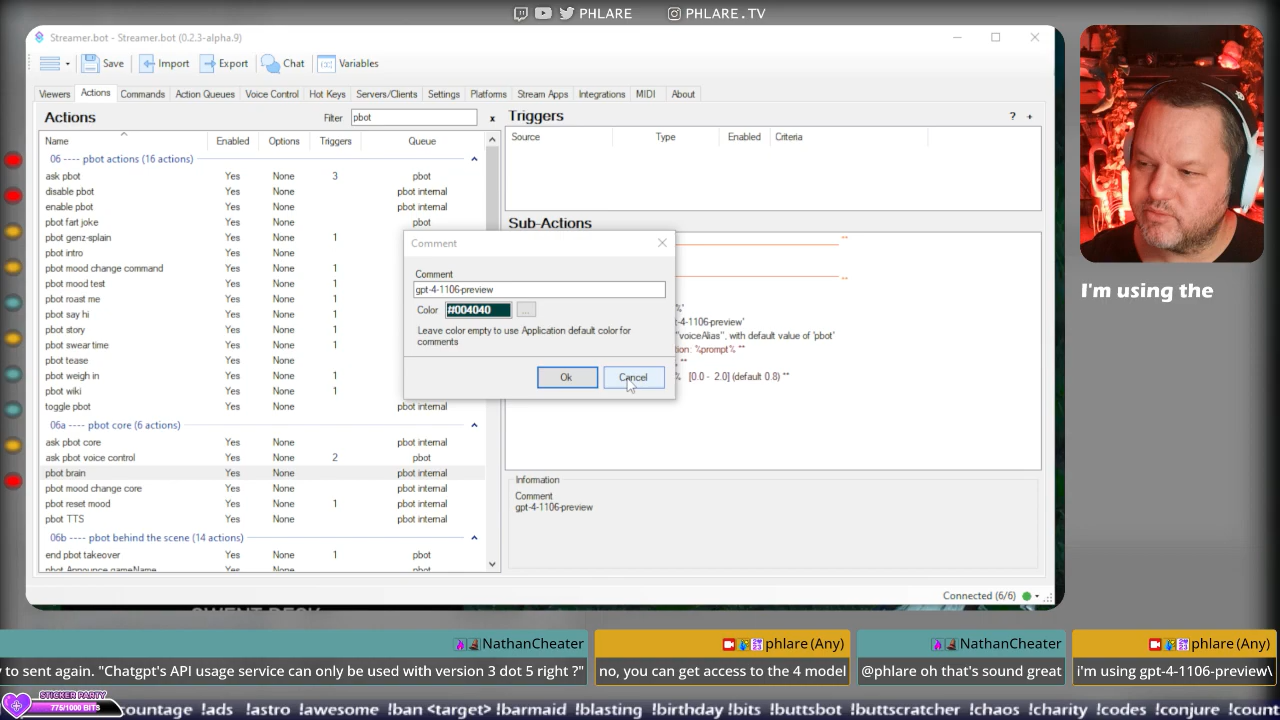 PHLARE
PHLARE.TV
Streamer.bot - Streamer.bot (0.2.3-alpha.9)
Save
Import
Export
Chat
Variables
Viewers
Actions
Commands
Action Queues
Voice Control
Hot Keys
Servers/Clients
Settings
Platforms
Stream Apps
Integrations
MIDI
About
Actions
Filter
pbot
x
Name
Enabled
Options
Triggers
Queue
06 ---- pbot actions (16 actions)
ask pbot Yes None 3 pbot
disable pbot Yes None pbot internal
enable pbot Yes None pbot internal
pbot fart joke Yes None pbot
pbot genz-splain Yes None 1
pbot intro Yes None
pbot mood change command Yes None 1
pbot mood test Yes None 1
pbot roast me Yes None 1
pbot say hi Yes None 1
pbot story Yes None 1
pbot swear time Yes None 1
pbot tease Yes None
pbot weigh in Yes None 1
pbot wiki Yes None 1
toggle pbot Yes None pbot internal
06a ---- pbot core (6 actions)
ask pbot core Yes None pbot internal
ask pbot voice control Yes None 2 pbot
pbot brain Yes None pbot internal
pbot mood change core Yes None pbot internal
pbot reset mood Yes None 1 pbot internal
pbot TTS Yes None pbot internal
06b ---- pbot behind the scene (14 actions)
end pbot takeover Yes None 1 pbot
pbot Announce gameName Yes None pbot internal
Triggers
? +
Source
Type
Enabled
Criteria
Sub-Actions
**
**
%'
t-4-1106-preview'
"voiceAlias", with default value of 'pbot'
tion: %prompt% **
% **
% [0.0 - 2.0] (default 0.8) **
Comment
Comment
gpt-4-1106-preview
Color
#004040
...
Leave color empty to use Application default color for
comments
Ok
Cancel
Information
Comment
gpt-4-1106-preview
Connected (6/6)
I'm using the
NathanCheater
y to sent again. "Chatgpt's API usage service can only be used with version 3 dot 5 right ?"
phlare (Any)
no, you can get access to the 4 model
NathanCheater
@phlare oh that's sound great
phlare (Any)
i'm using gpt-4-1106-preview\
STICKER PARTY
775/1000 BITS
countage !ads !astro !awesome !ban <target> !barmaid !blasting !birthday !bits !buttsbot !buttscratcher !chaos !charity !codes !conjure !count